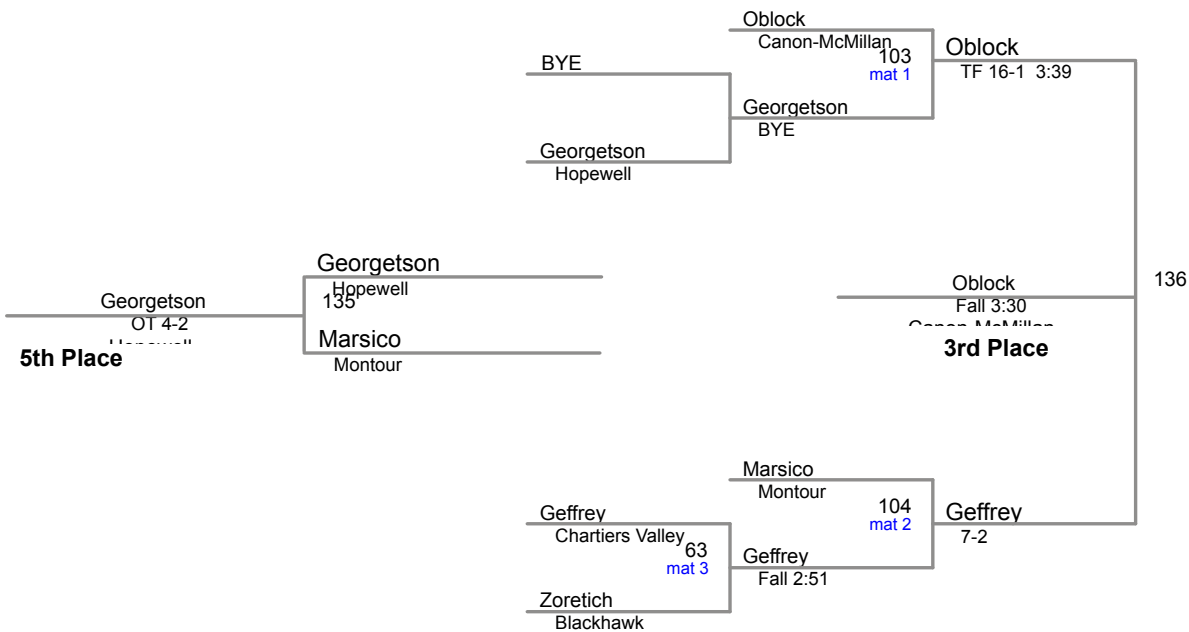 Oblock
Canon-McMillan
103
mat 1
Oblock
TF 16-1 3:39
BYE
Georgetson
BYE
Georgetson
Hopewell
Georgetson
Hopewell
135
Georgetson
OT 4-2
5th Place
Marsico
Montour
Oblock
Fall 3:30
136
3rd Place
Marsico
Montour
104
mat 2
Geffrey
7-2
Geffrey
Chartiers Valley
63
mat 3
Geffrey
Fall 2:51
Zoretich
Blackhawk